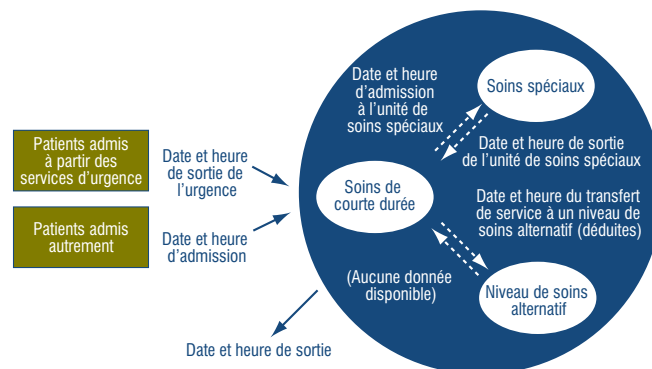 Patients admis
à partir des
services d'urgence
Date et heure
de sortie de
l'urgence
Patients admis
autrement
Date et heure
d'admission
Date et heure de sortie
Soins de
courte durée
Date et heure
d'admission
à l'unité de
soins spéciaux
Soins spéciaux
Date et heure de sortie
de l'unité de soins spéciaux
Date et heure du transfert
de service à un niveau de
soins alternatif (déduites)
(Aucune donnée
disponible)
Niveau de soins
alternatif